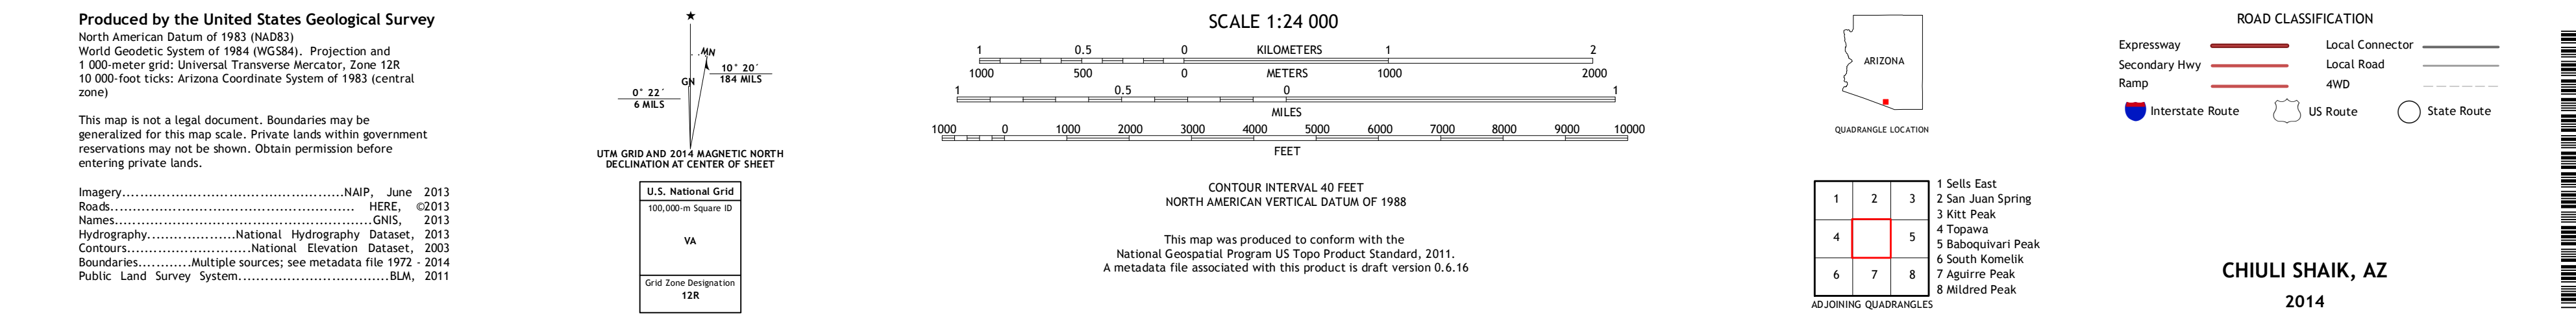 Produced by the United States Geological Survey
North American Datum of 1983 (NAD83)
World Geodetic System of 1984 (WGS84). Projection and
1 000-meter grid: Universal Transverse Mercator, Zone 12R
10 000-foot ticks: Arizona Coordinate System of 1983 (central
zone)
This map is not a legal document. Boundaries may be
generalized for this map scale. Private lands within government
reservations may not be shown. Obtain permission before
entering private lands.
Imagery..................................................NAIP, June 2013
Roads....................................................... HERE, ©2013
Names.........................................................GNIS, 2013
Hydrography....................National Hydrography Dataset, 2013
Contours............................National Elevation Dataset, 2003
Boundaries...........Multiple sources; see metadata file 1972 - 2014
Public Land Survey System..................................BLM, 2011
MN
GN
10° 20´
184 MILS
0° 22´
6 MILS
UTM GRID AND 2014 MAGNETIC NORTH
DECLINATION AT CENTER OF SHEET
U.S. National Grid
100,000-m Square ID
VA
Grid Zone Designation
12R
SCALE 1:24 000
1 0.5 0 KILOMETERS 1 2
1000 500 0 METERS 1000 2000
1 0.5 0 1
MILES
1000 0 1000 2000 3000 4000 5000 6000 7000 8000 9000 10000
FEET
CONTOUR INTERVAL 40 FEET
NORTH AMERICAN VERTICAL DATUM OF 1988
This map was produced to conform with the
National Geospatial Program US Topo Product Standard, 2011.
A metadata file associated with this product is draft version 0.6.16
ARIZONA
QUADRANGLE LOCATION
1 2 3
4 5
6 7 8
1 Sells East
2 San Juan Spring
3 Kitt Peak
4 Topawa
5 Baboquivari Peak
6 South Komelik
7 Aguirre Peak
8 Mildred Peak
ADJOINING QUADRANGLES
ROAD CLASSIFICATION
Expressway Local Connector
Secondary Hwy Local Road
Ramp 4WD
Interstate Route US Route State Route
CHIULI SHAIK, AZ
2014